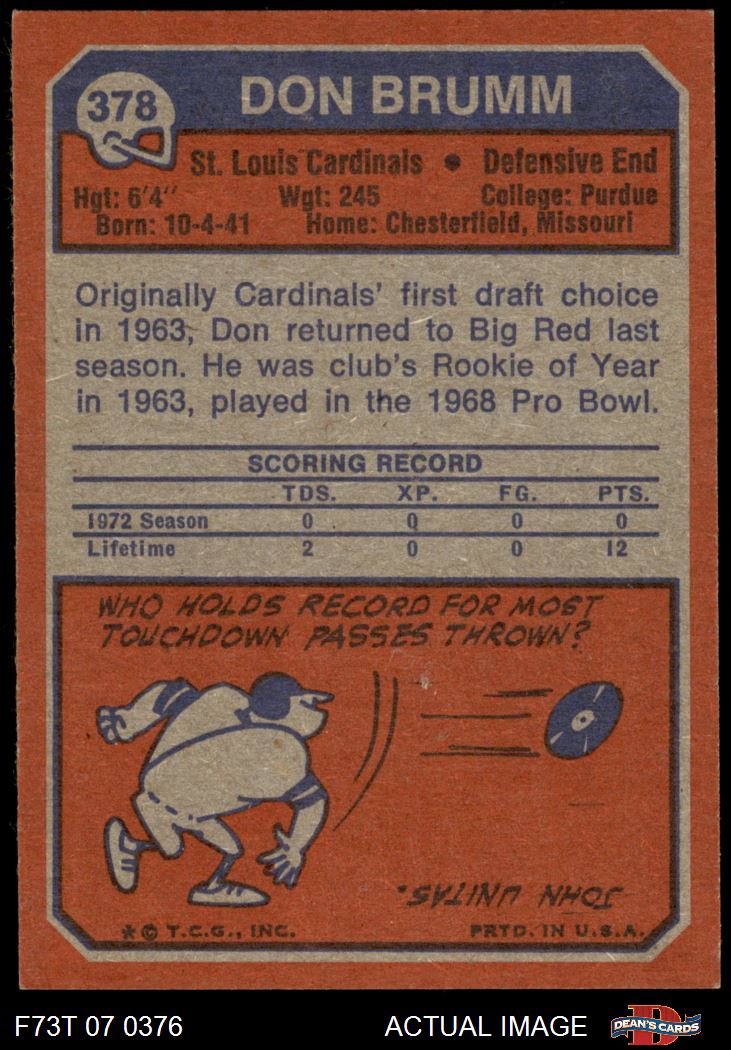 378
DON BRUMM
St. Louis Cardinals • Defensive End
Hgt: 6'4" Wgt: 245 College: Purdue
Born: 10-4-41 Home: Chesterfield, Missouri
Originally Cardinals' first draft choice
in 1963, Don returned to Big Red last
season. He was club's Rookie of Year
in 1963, played in the 1968 Pro Bowl.
SCORING RECORD
TDS. XP. FG. PTS.
1972 Season 0 0 0 0
Lifetime 2 0 0 12
WHO HOLDS RECORD FOR MOST
TOUCHDOWN PASSES THROWN?
JOHN UNITAS.
* © T.C.G., INC. PRTD. IN U.S.A.
F73T 07 0376 ACTUAL IMAGE
D
DEAN'S CARDS